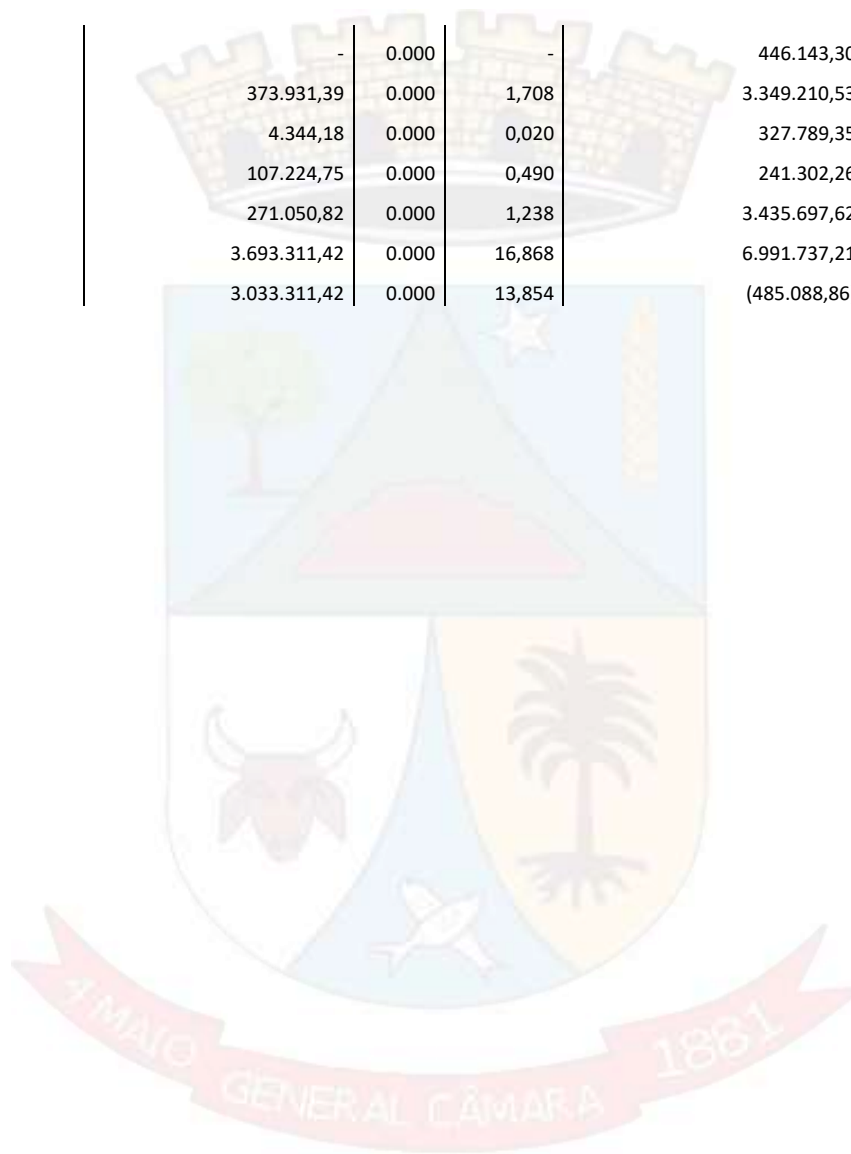 - 0.000 - 446.143,30
373.931,39 0.000 1,708 3.349.210,53
4.344,18 0.000 0,020 327.789,35
107.224,75 0.000 0,490 241.302,26
271.050,82 0.000 1,238 3.435.697,62
3.693.311,42 0.000 16,868 6.991.737,21
3.033.311,42 0.000 13,854 (485.088,86
4 MAIO GENERAL CÂMARA 1881